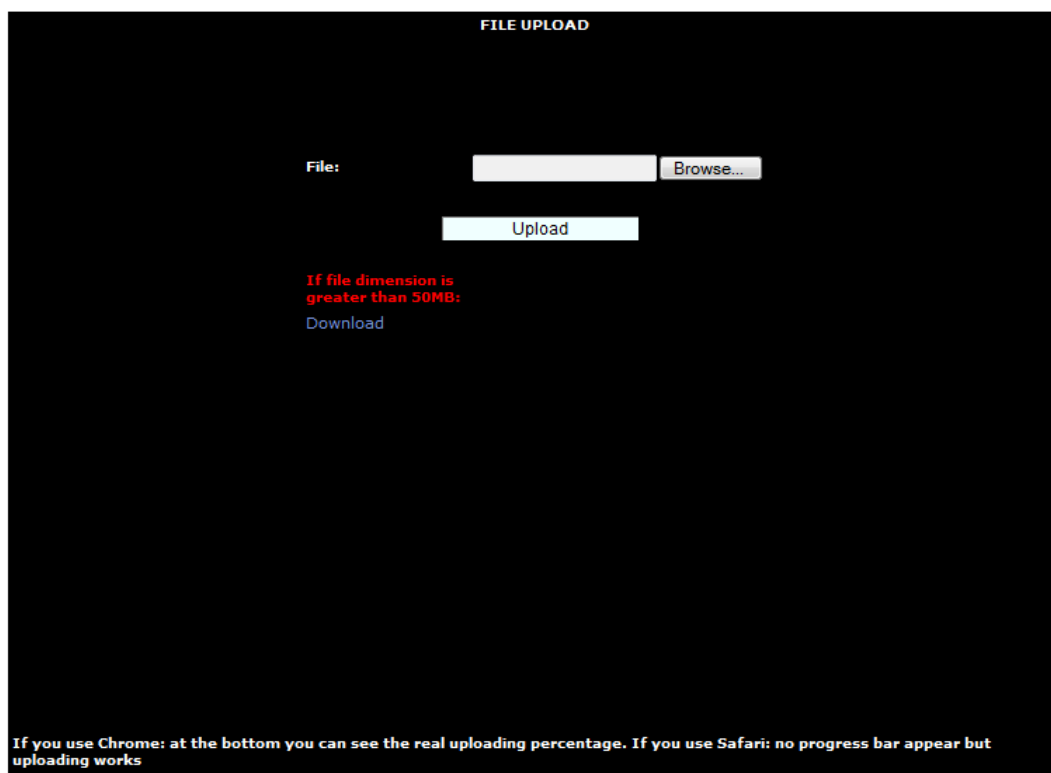 FILE UPLOAD
File:
Browse...
Upload
If file dimension is
greater than 50MB:
Download
If you use Chrome: at the bottom you can see the real uploading percentage. If you use Safari: no progress bar appear but
uploading works